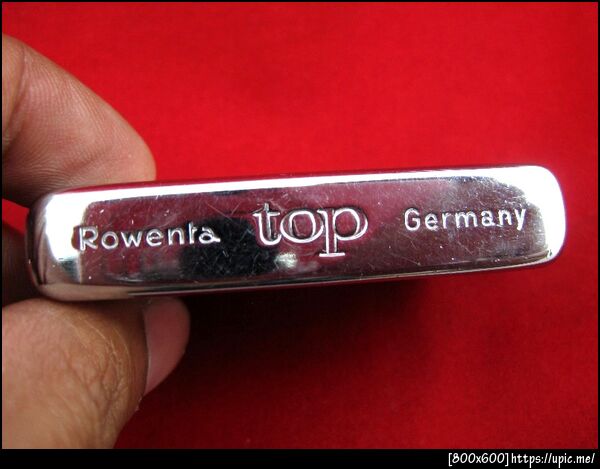 Rowenta top Germany
[800x600]https://upic.me/